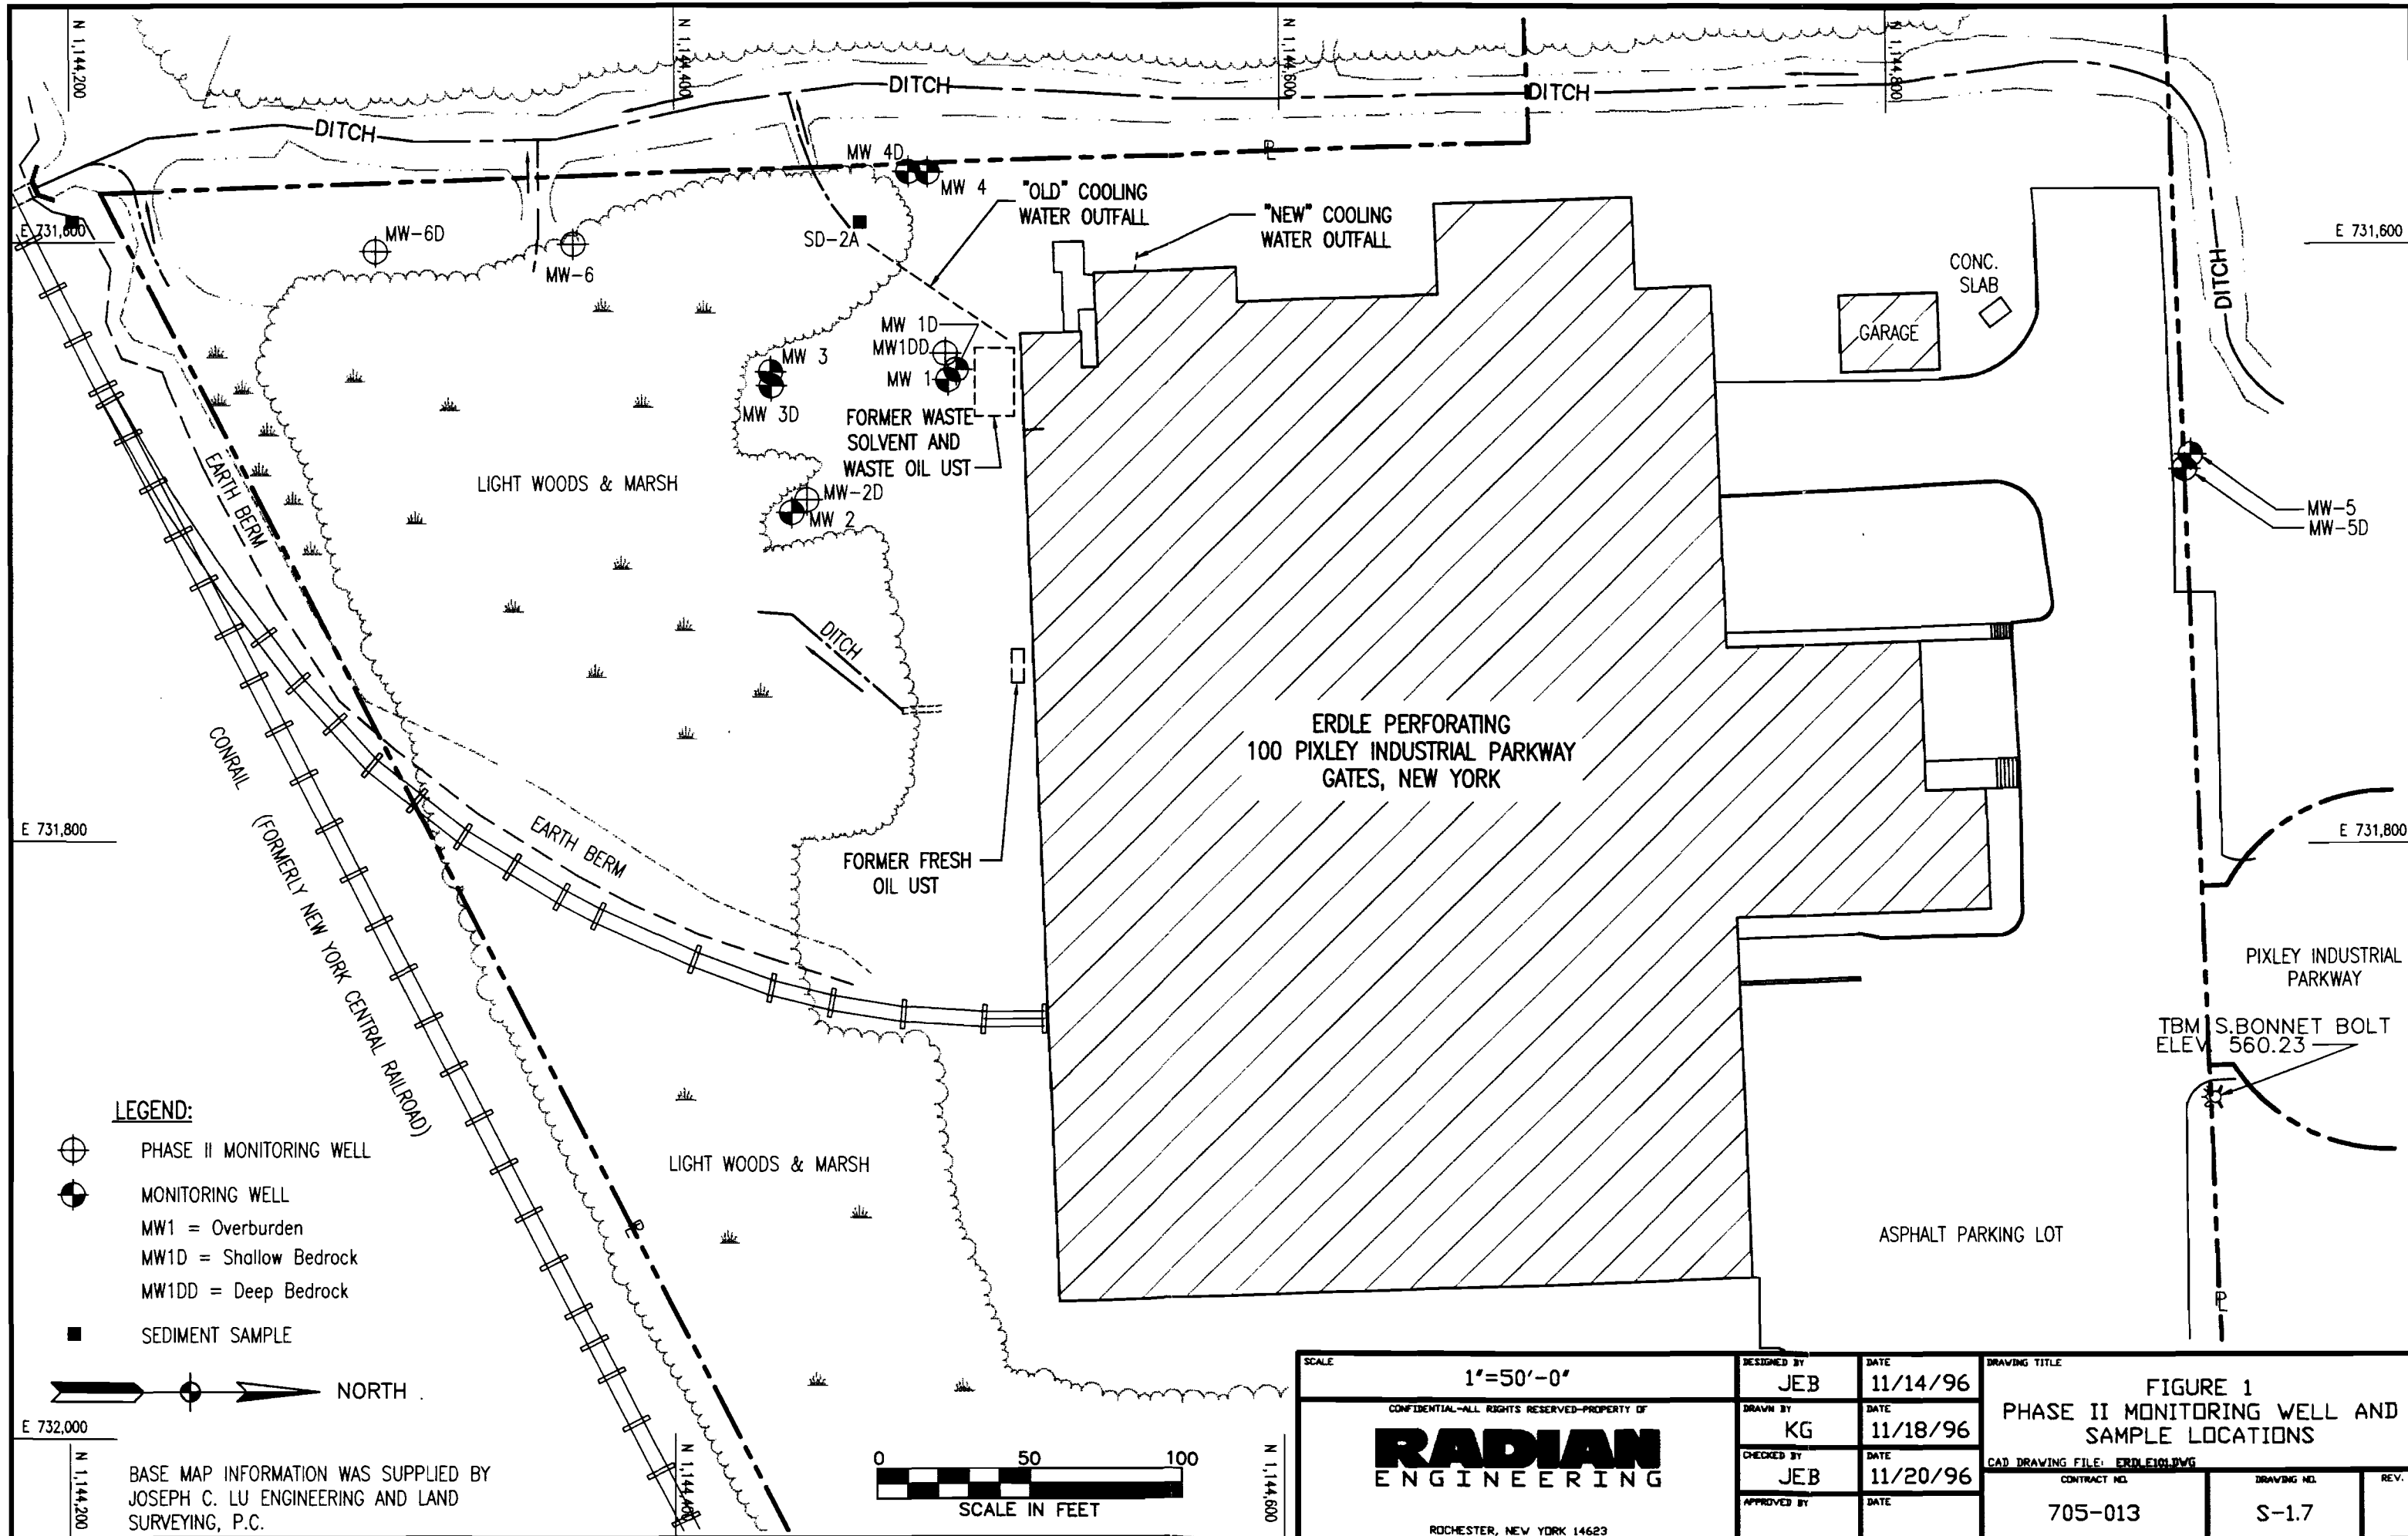 N 1,144,200
N 1,144,400
N 1,144,600
N 1,144,800
DITCH
DITCH
DITCH
DITCH
E 731,600
E 731,600
MW 4D
MW 4
"OLD" COOLING
WATER OUTFALL
"NEW" COOLING
WATER OUTFALL
MW-6D
MW-6
SD-2A
CONC.
SLAB
GARAGE
MW 1D
MW1DD
MW 1
MW 3
MW 3D
FORMER WASTE
SOLVENT AND
WASTE OIL UST
LIGHT WOODS & MARSH
MW-2D
MW 2
MW-5
MW-5D
EARTH BERM
DITCH
ERDLE PERFORATING
100 PIXLEY INDUSTRIAL PARKWAY
GATES, NEW YORK
CONRAIL
(FORMERLY NEW YORK CENTRAL RAILROAD)
EARTH BERM
E 731,800
E 731,800
FORMER FRESH
OIL UST
PIXLEY INDUSTRIAL
PARKWAY
TBM S.BONNET BOLT
ELEV. 560.23
LIGHT WOODS & MARSH
ASPHALT PARKING LOT
LEGEND:
PHASE II MONITORING WELL
MONITORING WELL
MW1 = Overburden
MW1D = Shallow Bedrock
MW1DD = Deep Bedrock
SEDIMENT SAMPLE
NORTH
E 732,000
N 1,144,200
N 1,144,400
N 1,144,600
BASE MAP INFORMATION WAS SUPPLIED BY
JOSEPH C. LU ENGINEERING AND LAND
SURVEYING, P.C.
0 50 100
SCALE IN FEET
SCALE
1"=50'-0"
CONFIDENTIAL-ALL RIGHTS RESERVED-PROPERTY OF
RADIAN
ENGINEERING
ROCHESTER, NEW YORK 14623
DESIGNED BY
JEB
DATE
11/14/96
DRAWN BY
KG
DATE
11/18/96
CHECKED BY
JEB
DATE
11/20/96
APPROVED BY
DATE
DRAWING TITLE
FIGURE 1
PHASE II MONITORING WELL AND
SAMPLE LOCATIONS
CAD DRAWING FILE: ERDLE101.DWG
CONTRACT NO.
705-013
DRAWING NO.
S-1.7
REV.